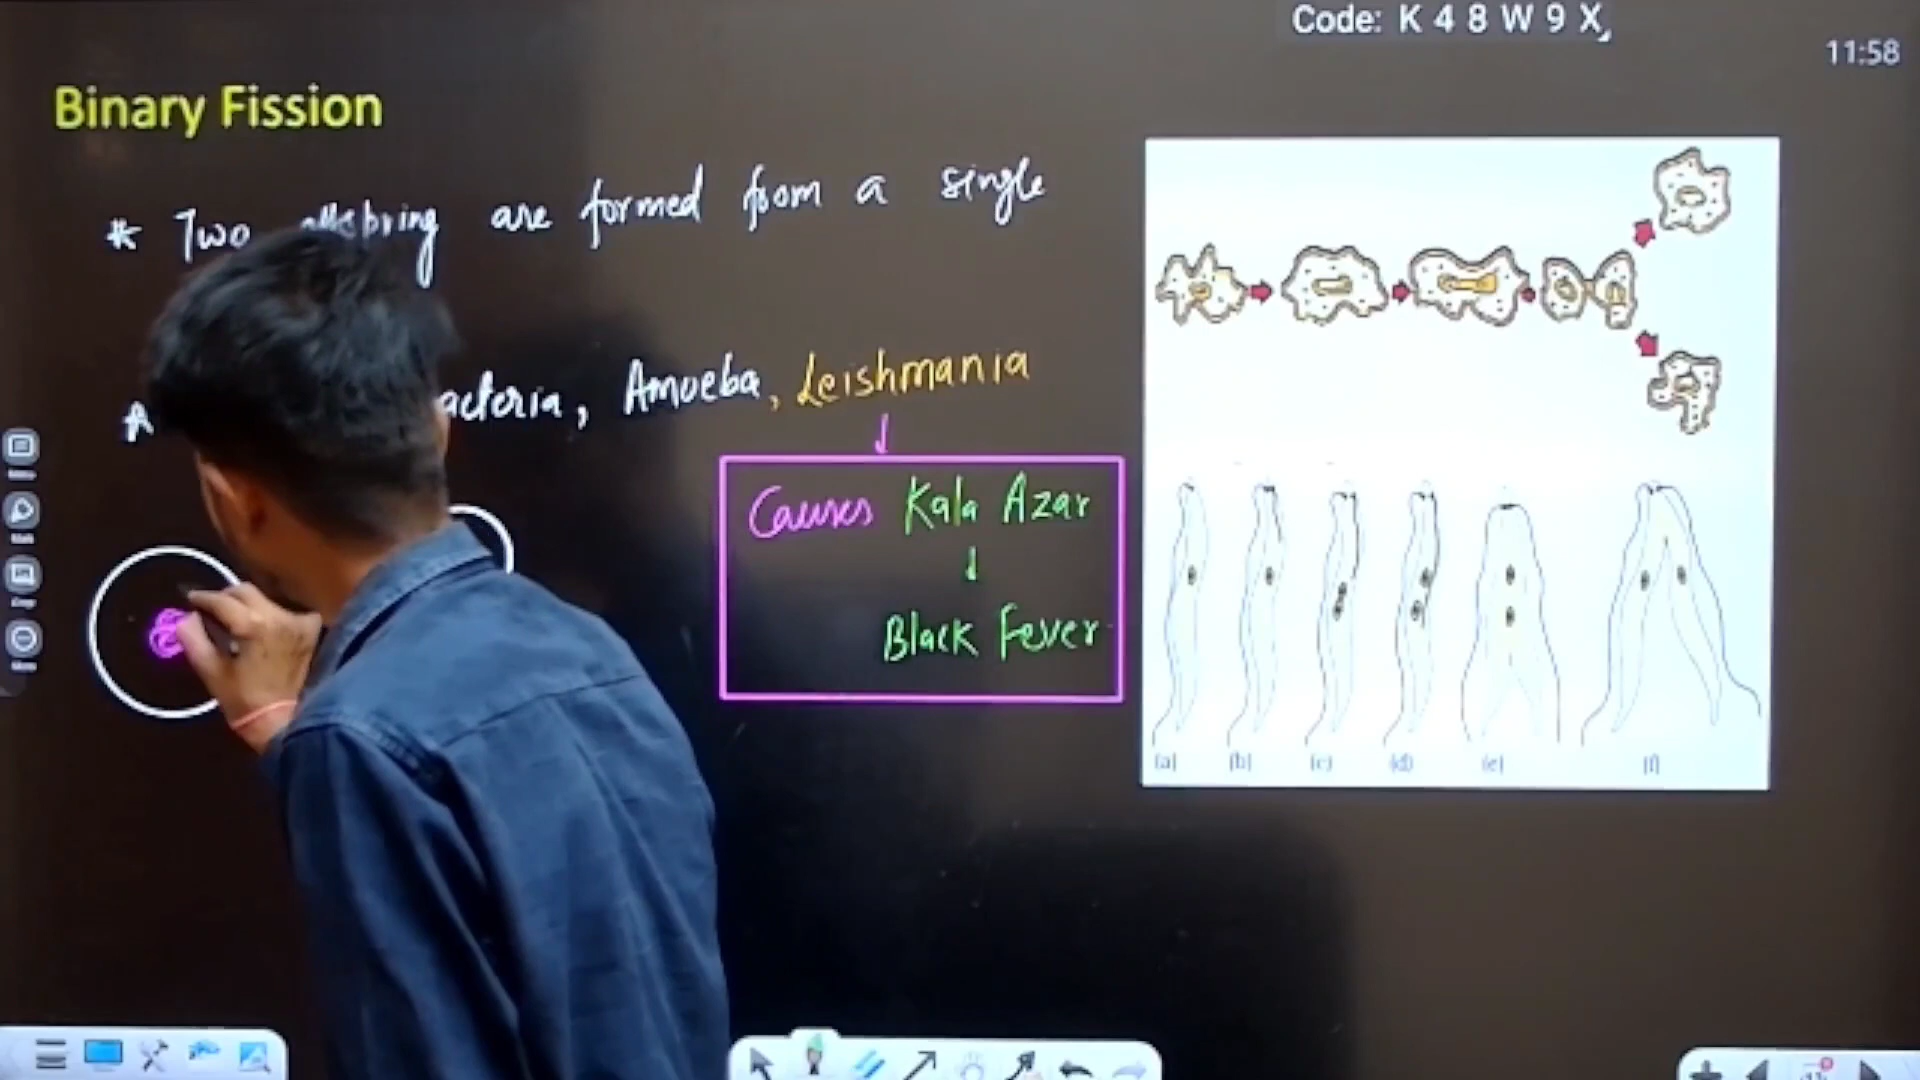 Code: K 4 8 W 9 X
11:58
Binary Fission
* Two offspring are formed from a single
acteria, Amoeba, Leishmania
↓
Causes Kala Azar
↓
Black Fever
(a) (b) (c) (d) (e) (f)